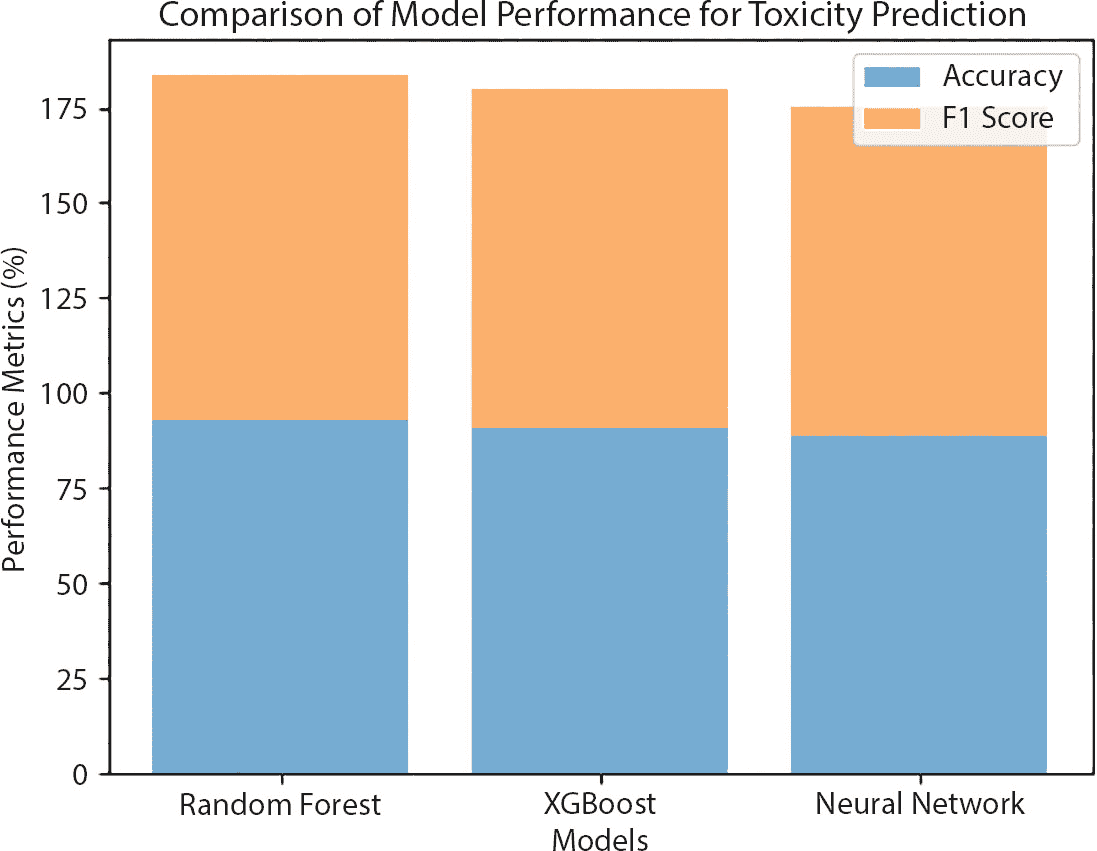 Comparison of Model Performance for Toxicity Prediction
Accuracy
F1 Score
Performance Metrics (%)
175
150
125
100
75
50
25
0
Random Forest
XGBoost
Neural Network
Models